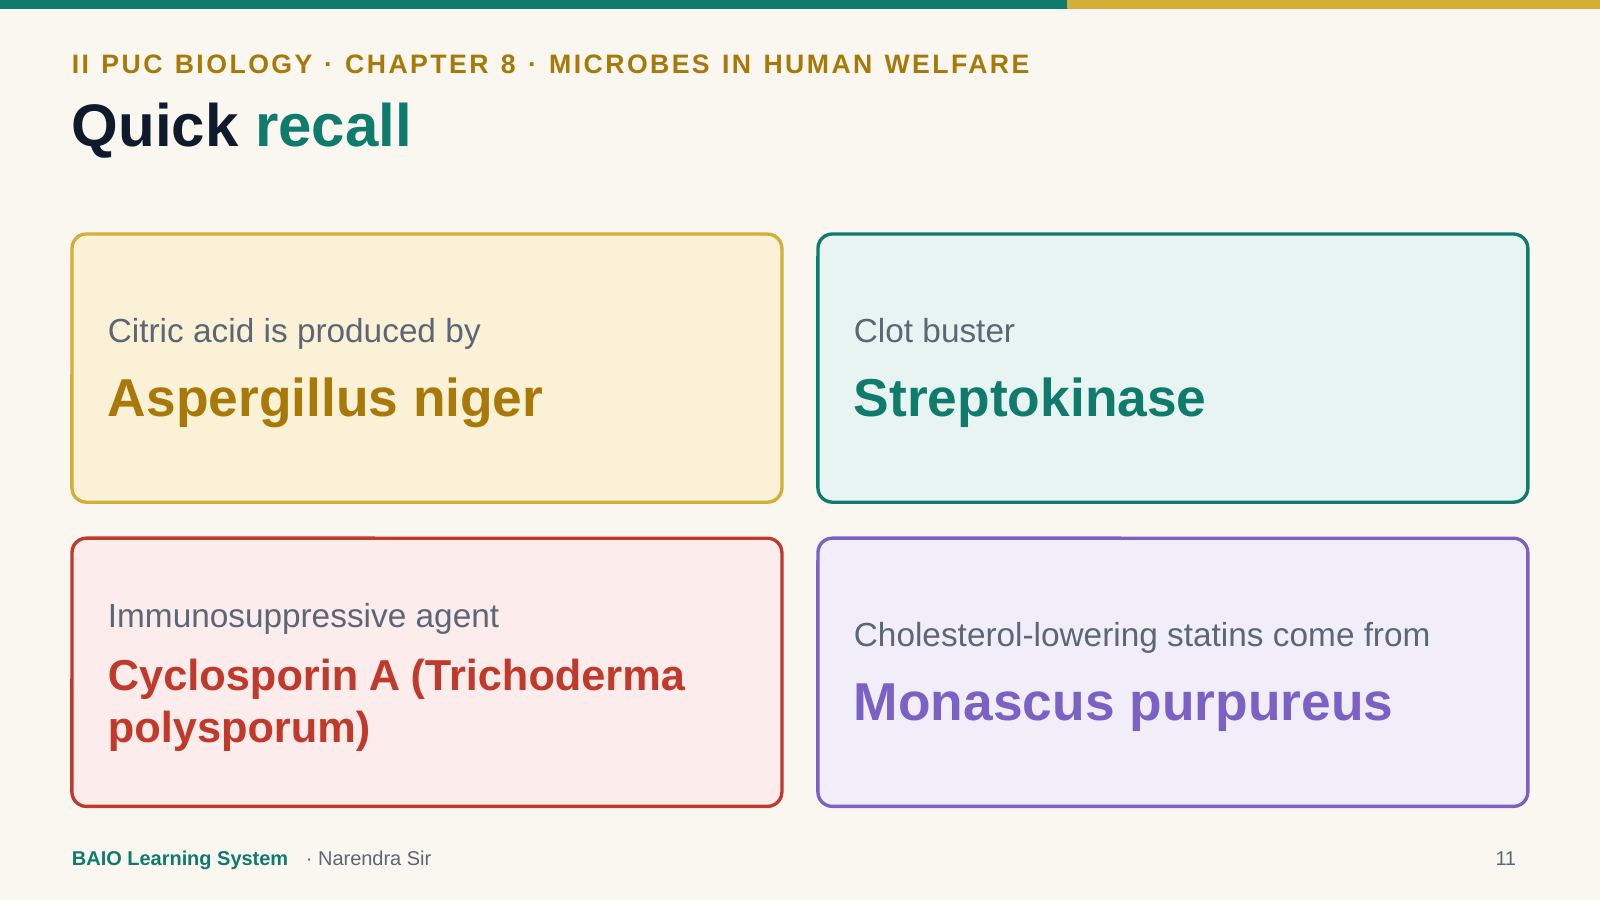 II PUC BIOLOGY · CHAPTER 8 · MICROBES IN HUMAN WELFARE
Quick recall
Citric acid is produced by
Aspergillus niger
Clot buster
Streptokinase
Immunosuppressive agent
Cyclosporin A (Trichoderma
polysporum)
Cholesterol-lowering statins come from
Monascus purpureus
BAIO Learning System · Narendra Sir
11